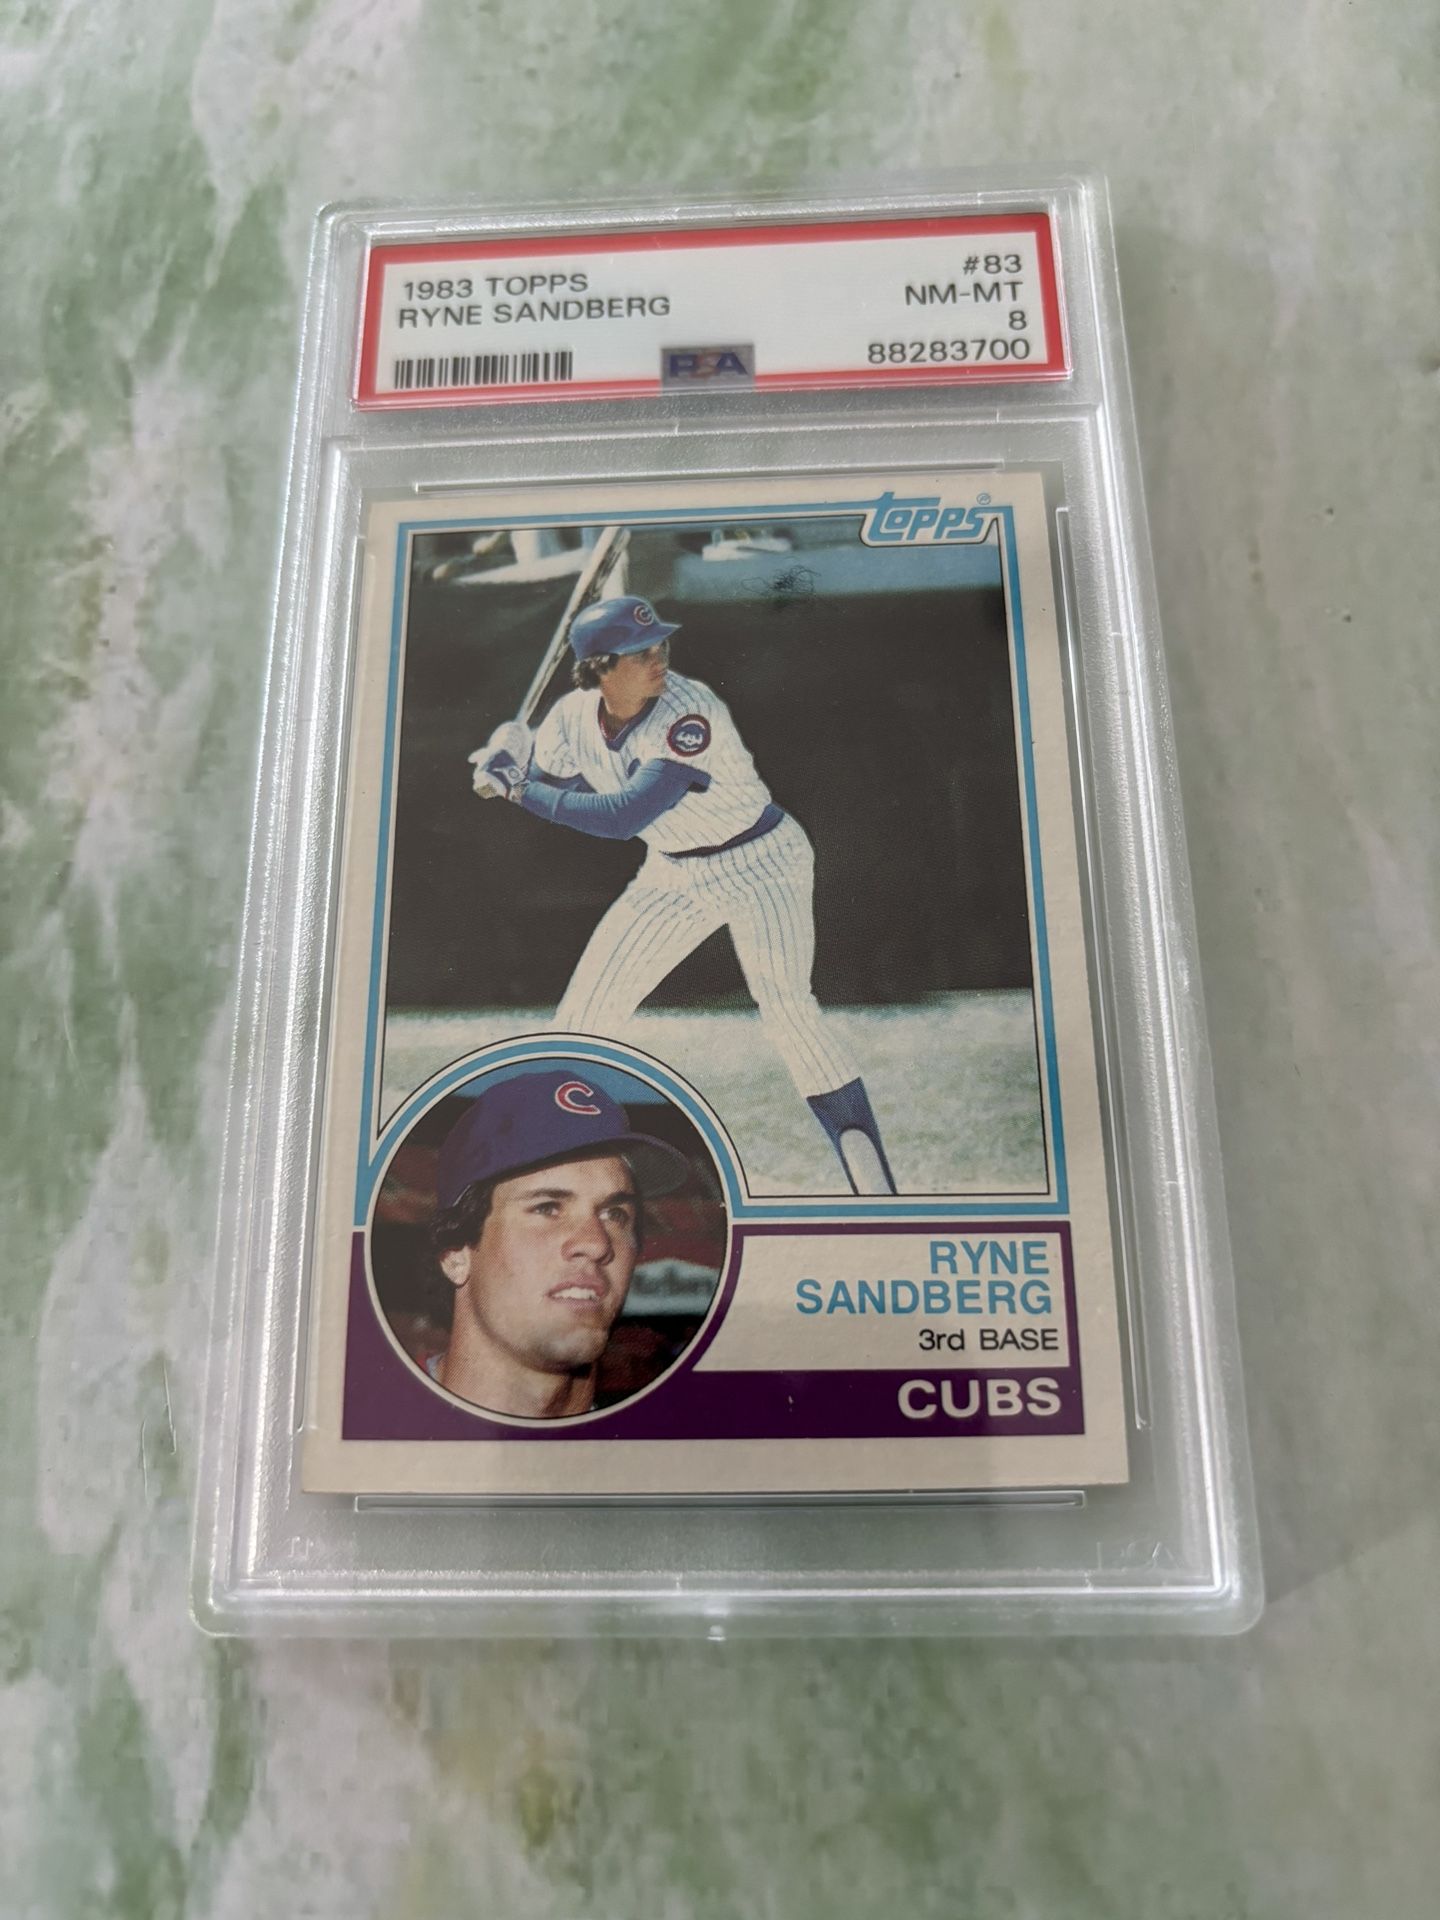 1983 TOPPS #83
RYNE SANDBERG NM-MT
8
PSA 88283700
topps®
C
C
RYNE
SANDBERG
3rd BASE
CUBS